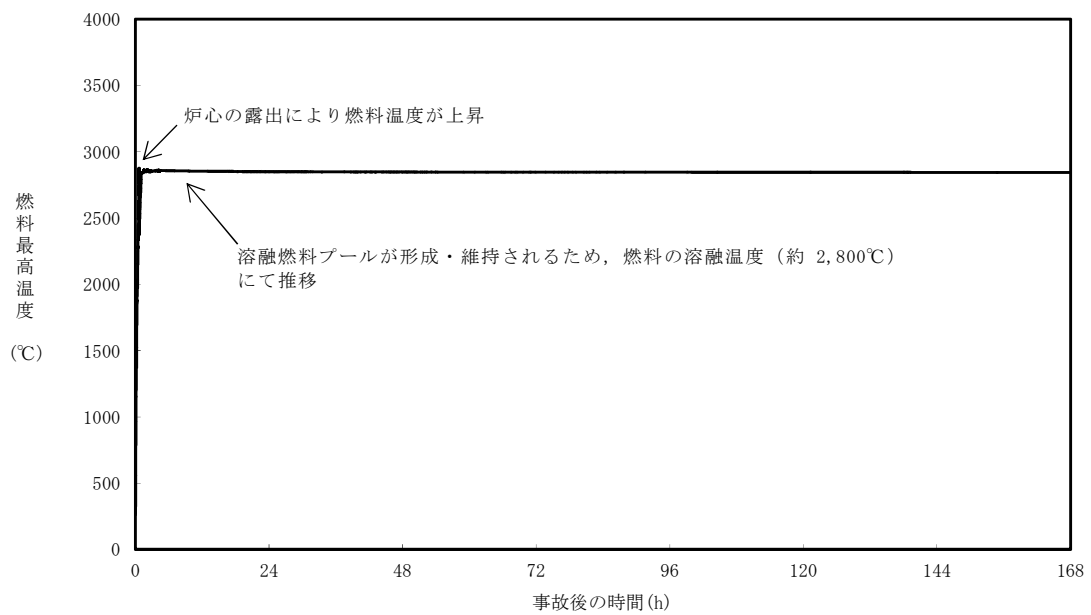 4000
3500
炉心の露出により燃料温度が上昇
3000
燃料最高温度
(℃)
2500
溶融燃料プールが形成・維持されるため,燃料の溶融温度(約 2,800℃)
にて推移
2000
1500
1000
500
0
0 24 48 72 96 120 144 168
事故後の時間(h)